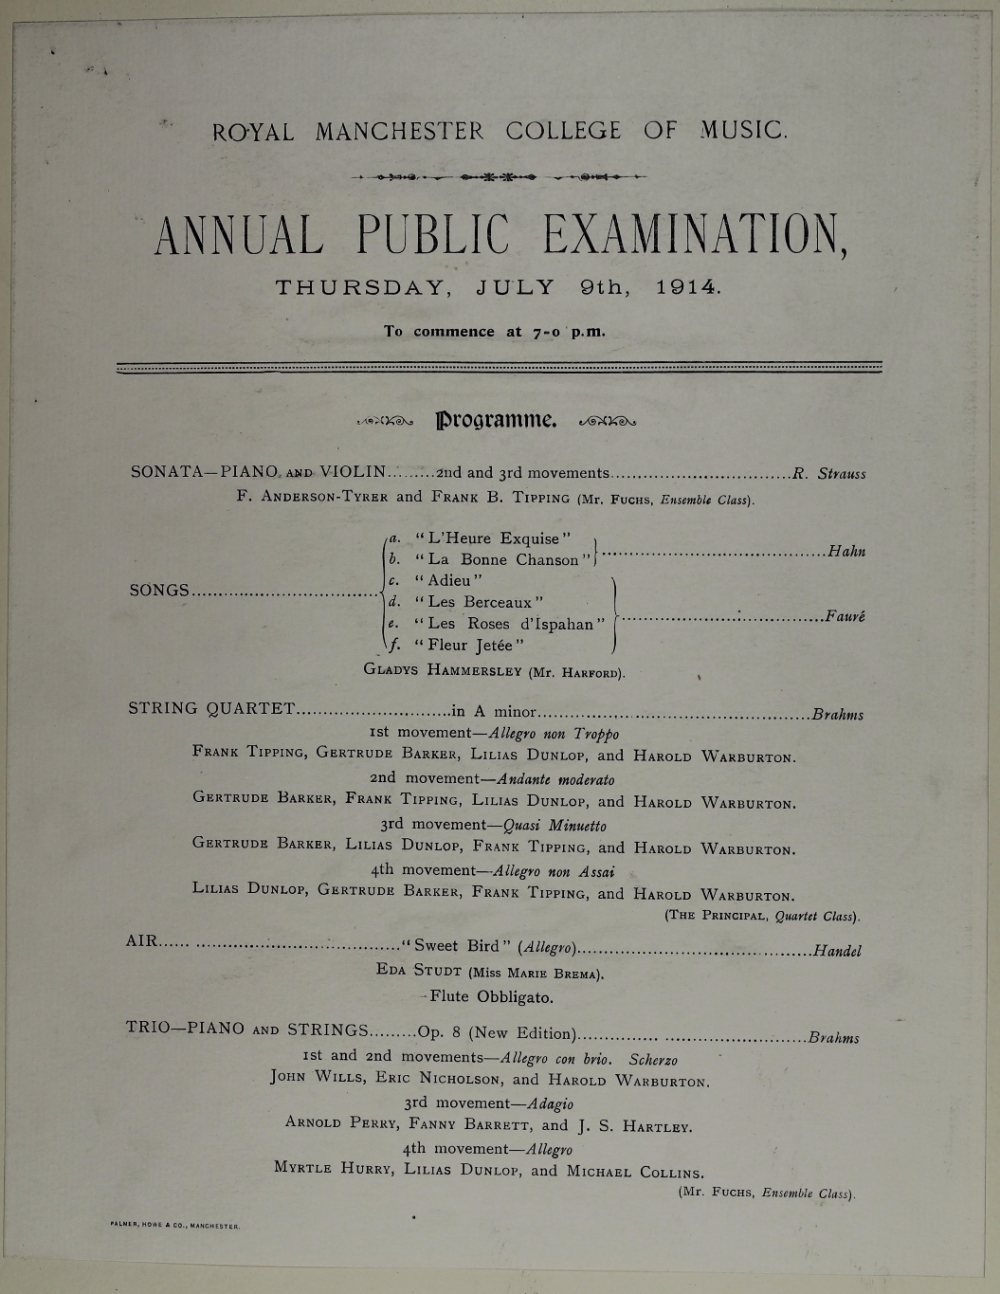 ROYAL MANCHESTER COLLEGE OF MUSIC.
ANNUAL PUBLIC EXAMINATION,
THURSDAY, JULY 9th, 1914.
To commence at 7-0 p.m.
Programme.
SONATA—PIANO AND VIOLIN.........2nd and 3rd movements....................................R. Strauss
F. ANDERSON-TYRER and FRANK B. TIPPING (MR. FUCHS, Ensemble Class).
a. "L'Heure Exquise"
b. "La Bonne Chanson" ....................................Hahn
c. "Adieu"
SONGS.................................... d. "Les Berceaux"
e. "Les Roses d'Ispahan" ....................................Fauré
f. "Fleur Jetée"
GLADYS HAMMERSLEY (MR. HARFORD).
STRING QUARTET..............................in A minor....................................................Brahms
1st movement—Allegro non Troppo
FRANK TIPPING, GERTRUDE BARKER, LILIAS DUNLOP, and HAROLD WARBURTON.
2nd movement—Andante moderato
GERTRUDE BARKER, FRANK TIPPING, LILIAS DUNLOP, and HAROLD WARBURTON.
3rd movement—Quasi Minuetto
GERTRUDE BARKER, LILIAS DUNLOP, FRANK TIPPING, and HAROLD WARBURTON.
4th movement—Allegro non Assai
LILIAS DUNLOP, GERTRUDE BARKER, FRANK TIPPING, and HAROLD WARBURTON.
(THE PRINCIPAL, Quartet Class).
AIR...... ........................................"Sweet Bird" (Allegro)..............................................Handel
EDA STUDT (MISS MARIE BREMA).
Flute Obbligato.
TRIO—PIANO AND STRINGS.........Op. 8 (New Edition)................ ............................Brahms
1st and 2nd movements—Allegro con brio. Scherzo
JOHN WILLS, ERIC NICHOLSON, and HAROLD WARBURTON.
3rd movement—Adagio
ARNOLD PERRY, FANNY BARRETT, and J. S. HARTLEY.
4th movement—Allegro
MYRTLE HURRY, LILIAS DUNLOP, and MICHAEL COLLINS.
(MR. FUCHS, Ensemble Class).
PALMER, HOWE & CO., MANCHESTER.